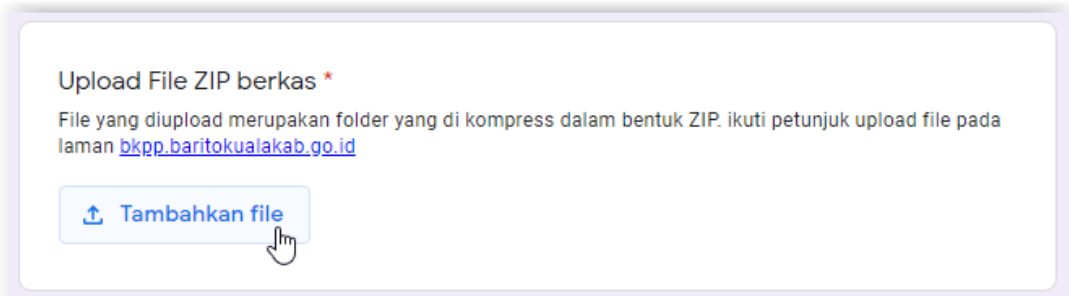 Upload File ZIP berkas *
File yang diupload merupakan folder yang di kompress dalam bentuk ZIP. ikuti petunjuk upload file pada
laman bkpp.baritokualakab.go.id
Tambahkan file